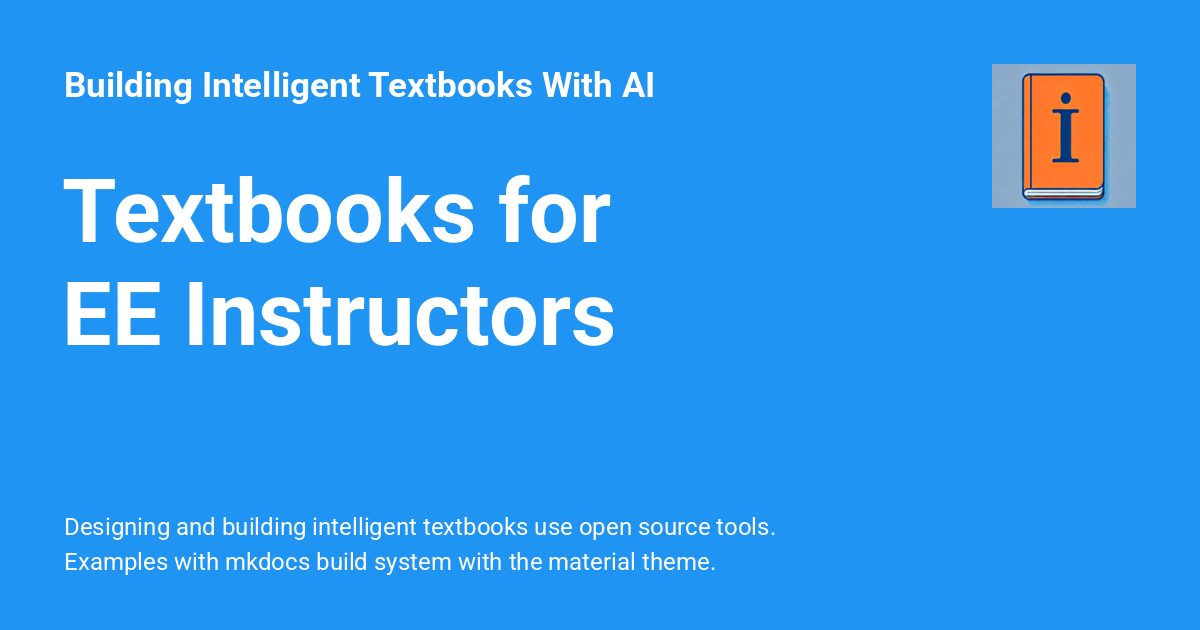 Building Intelligent Textbooks With AI
i
Textbooks for
EE Instructors
Designing and building intelligent textbooks use open source tools.
Examples with mkdocs build system with the material theme.